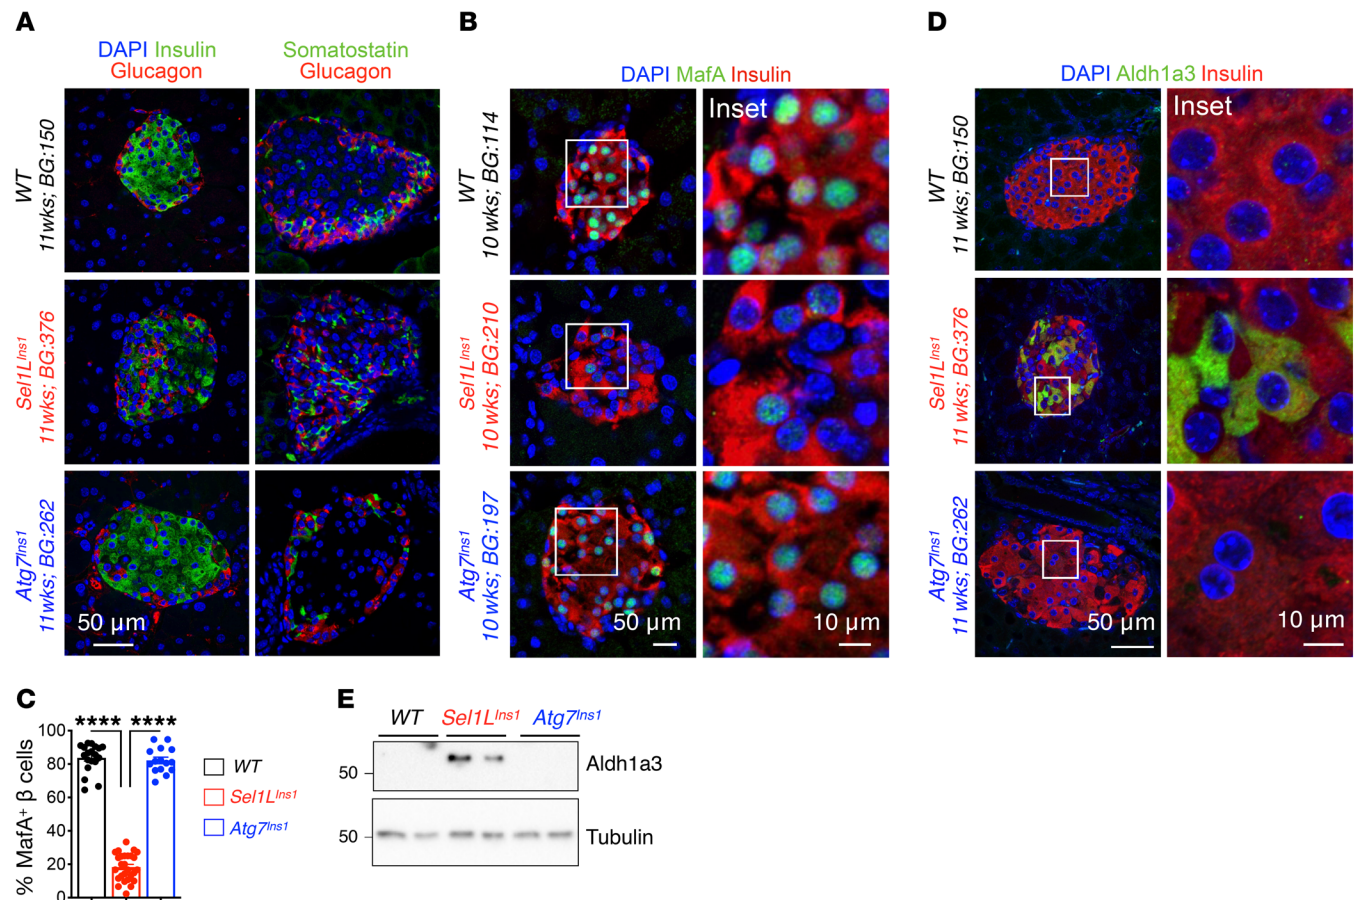 A
DAPI Insulin
Glucagon
Somatostatin
Glucagon
WT
11wks; BG:150
Sel1L^Ins1
11wks; BG:376
Atg7^Ins1
11wks; BG:262
50 µm
B
DAPI MafA Insulin
Inset
WT
10 wks; BG:114
Sel1L^Ins1
10 wks; BG:210
Atg7^Ins1
10 wks; BG:197
50 µm
10 µm
D
DAPI Aldh1a3 Insulin
Inset
WT
11 wks; BG:150
Sel1L^Ins1
11 wks; BG:376
Atg7^Ins1
11 wks; BG:262
50 µm
10 µm
C
**** ****
% MafA+ β cells
100
80
60
40
20
0
WT
Sel1L^Ins1
Atg7^Ins1
E
WT Sel1L^Ins1 Atg7^Ins1
50
Aldh1a3
50
Tubulin